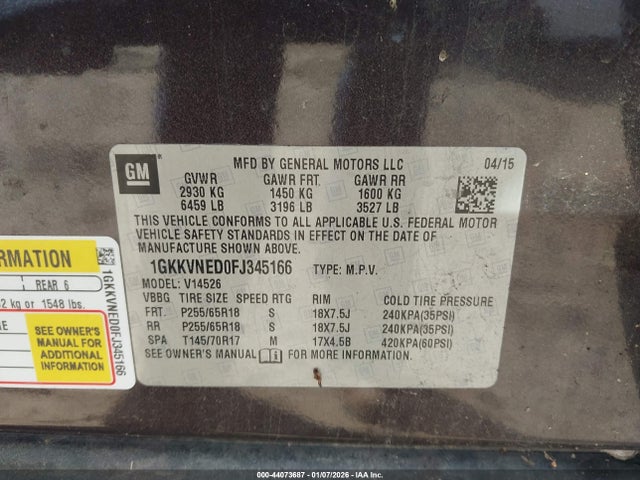 GM
MFD BY GENERAL MOTORS LLC 04/15
GVWR GAWR FRT. GAWR RR
2930 KG 1450 KG 1600 KG
6459 LB 3196 LB 3527 LB
THIS VEHICLE CONFORMS TO ALL APPLICABLE U.S. FEDERAL MOTOR
VEHICLE SAFETY STANDARDS IN EFFECT ON THE DATE OF
MANUFACTURE SHOWN ABOVE.
1GKKVNED0FJ345166 TYPE: M.P.V.
MODEL: V14526
VBBG TIRE SIZE SPEED RTG RIM COLD TIRE PRESSURE
FRT. P255/65R18 S 18X7.5J 240KPA(35PSI)
RR P255/65R18 S 18X7.5J 240KPA(35PSI)
SPA T145/70R17 M 17X4.5B 420KPA(60PSI)
SEE OWNER'S MANUAL FOR MORE INFORMATION.
FORMATION
REAR 6
2 kg or 1548 lbs.
SEE OWNER'S
MANUAL FOR
ADDITIONAL
INFORMATION
1GKKVNED0FJ345166
000-44073687 - 01/07/2026 - IAA Inc.